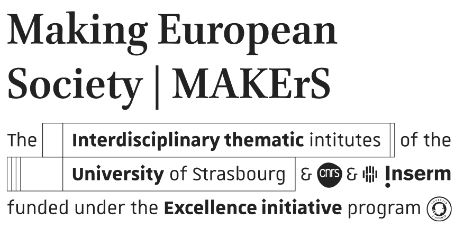 Making European
Society | MAKErS
The Interdisciplinary thematic intitutes of the
University of Strasbourg & cnrs & Inserm
funded under the Excellence initiative program